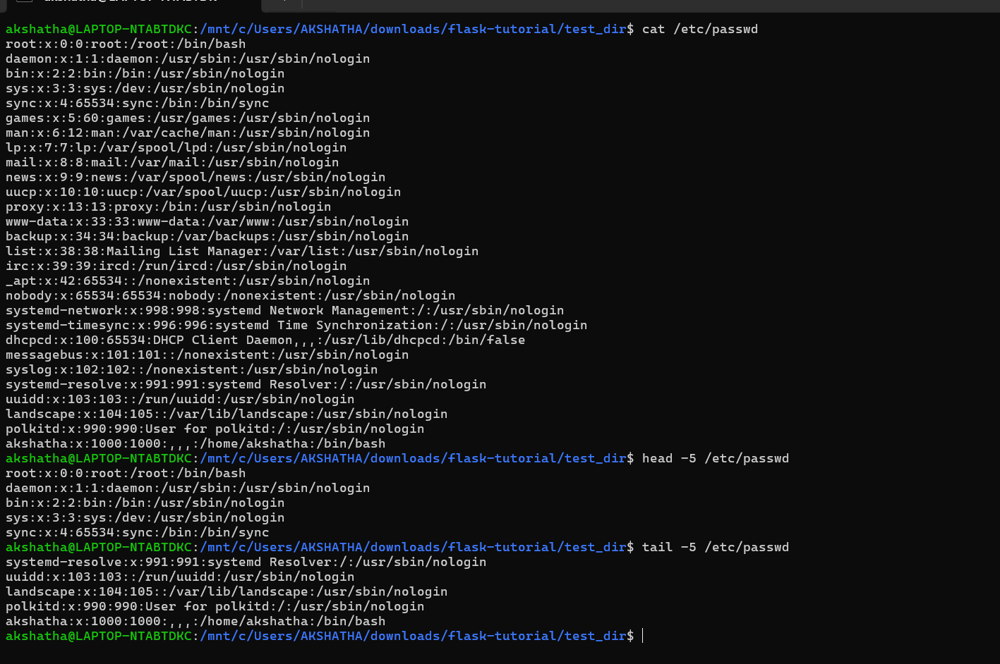 akshatha@LAPTOP-NTABTDKC:/mnt/c/Users/AKSHATHA/downloads/flask-tutorial/test_dir$ cat /etc/passwd
root:x:0:0:root:/root:/bin/bash
daemon:x:1:1:daemon:/usr/sbin:/usr/sbin/nologin
bin:x:2:2:bin:/bin:/usr/sbin/nologin
sys:x:3:3:sys:/dev:/usr/sbin/nologin
sync:x:4:65534:sync:/bin:/bin/sync
games:x:5:60:games:/usr/games:/usr/sbin/nologin
man:x:6:12:man:/var/cache/man:/usr/sbin/nologin
lp:x:7:7:lp:/var/spool/lpd:/usr/sbin/nologin
mail:x:8:8:mail:/var/mail:/usr/sbin/nologin
news:x:9:9:news:/var/spool/news:/usr/sbin/nologin
uucp:x:10:10:uucp:/var/spool/uucp:/usr/sbin/nologin
proxy:x:13:13:proxy:/bin:/usr/sbin/nologin
www-data:x:33:33:www-data:/var/www:/usr/sbin/nologin
backup:x:34:34:backup:/var/backups:/usr/sbin/nologin
list:x:38:38:Mailing List Manager:/var/list:/usr/sbin/nologin
irc:x:39:39:ircd:/run/ircd:/usr/sbin/nologin
_apt:x:42:65534::/nonexistent:/usr/sbin/nologin
nobody:x:65534:65534:nobody:/nonexistent:/usr/sbin/nologin
systemd-network:x:998:998:systemd Network Management:/:/usr/sbin/nologin
systemd-timesync:x:996:996:systemd Time Synchronization:/:/usr/sbin/nologin
dhcpcd:x:100:65534:DHCP Client Daemon,,,:/usr/lib/dhcpcd:/bin/false
messagebus:x:101:101::/nonexistent:/usr/sbin/nologin
syslog:x:102:102::/nonexistent:/usr/sbin/nologin
systemd-resolve:x:991:991:systemd Resolver:/:/usr/sbin/nologin
uuidd:x:103:103::/run/uuidd:/usr/sbin/nologin
landscape:x:104:105::/var/lib/landscape:/usr/sbin/nologin
polkitd:x:990:990:User for polkitd:/:/usr/sbin/nologin
akshatha:x:1000:1000:,,,:/home/akshatha:/bin/bash
akshatha@LAPTOP-NTABTDKC:/mnt/c/Users/AKSHATHA/downloads/flask-tutorial/test_dir$ head -5 /etc/passwd
root:x:0:0:root:/root:/bin/bash
daemon:x:1:1:daemon:/usr/sbin:/usr/sbin/nologin
bin:x:2:2:bin:/bin:/usr/sbin/nologin
sys:x:3:3:sys:/dev:/usr/sbin/nologin
sync:x:4:65534:sync:/bin:/bin/sync
akshatha@LAPTOP-NTABTDKC:/mnt/c/Users/AKSHATHA/downloads/flask-tutorial/test_dir$ tail -5 /etc/passwd
systemd-resolve:x:991:991:systemd Resolver:/:/usr/sbin/nologin
uuidd:x:103:103::/run/uuidd:/usr/sbin/nologin
landscape:x:104:105::/var/lib/landscape:/usr/sbin/nologin
polkitd:x:990:990:User for polkitd:/:/usr/sbin/nologin
akshatha:x:1000:1000:,,,:/home/akshatha:/bin/bash
akshatha@LAPTOP-NTABTDKC:/mnt/c/Users/AKSHATHA/downloads/flask-tutorial/test_dir$